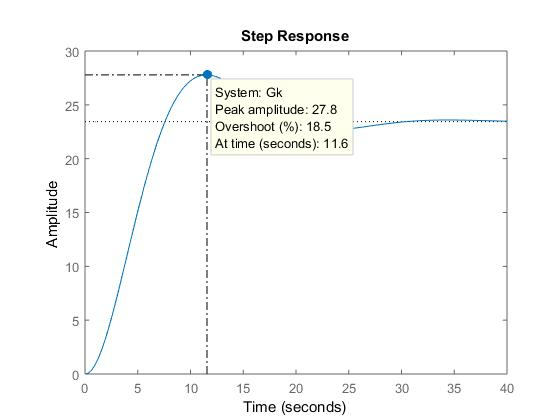 Step Response
30
25
20
15
10
5
0
Amplitude
System: Gk
Peak amplitude: 27.8
Overshoot (%): 18.5
At time (seconds): 11.6
0 5 10 15 20 25 30 35 40
Time (seconds)